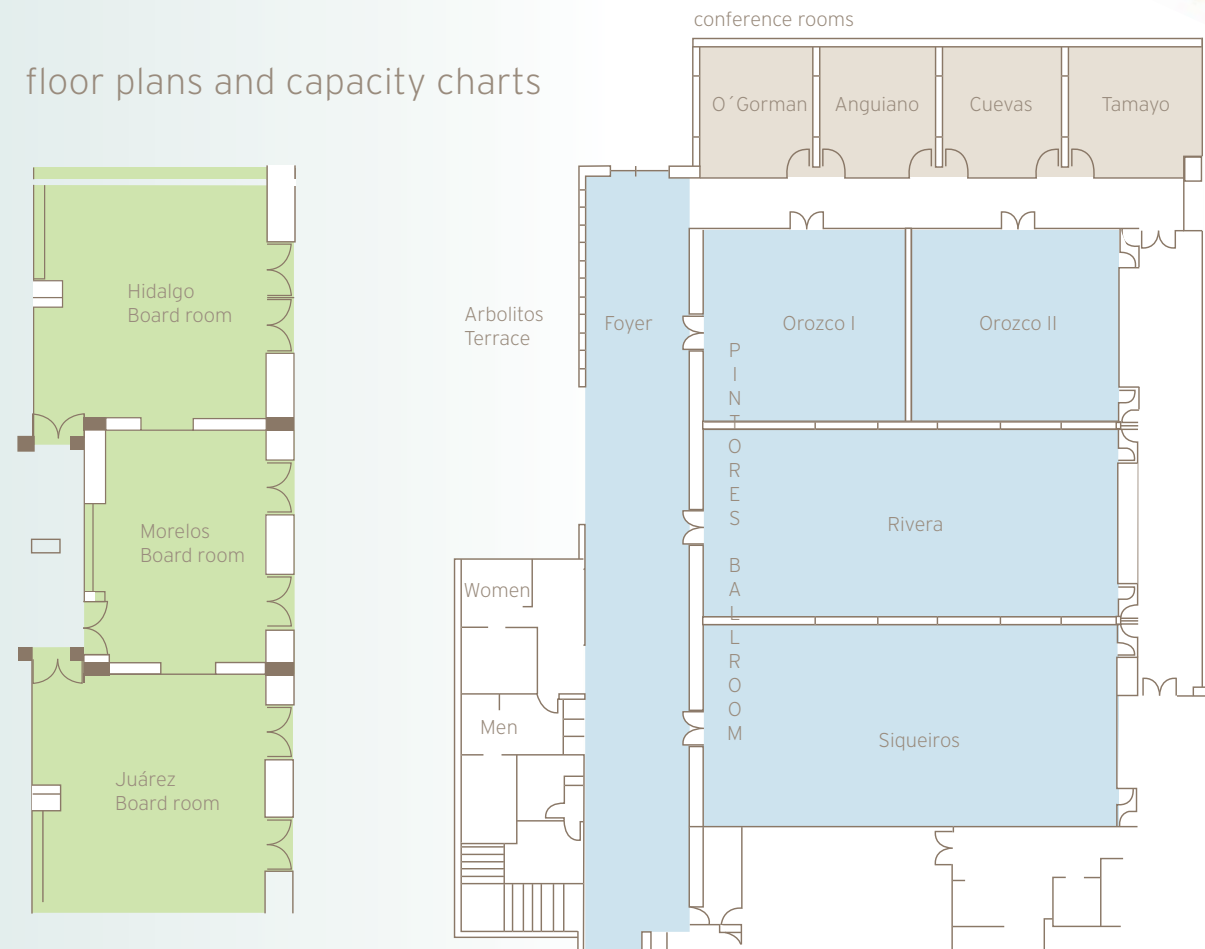 conference rooms
floor plans and capacity charts
O´Gorman
Anguiano
Cuevas
Tamayo
Hidalgo
Board room
Arbolitos
Terrace
Foyer
Orozco I
Orozco II
PINTORES BALLROOM
Morelos
Board room
Rivera
Women
Men
Siqueiros
Juárez
Board room